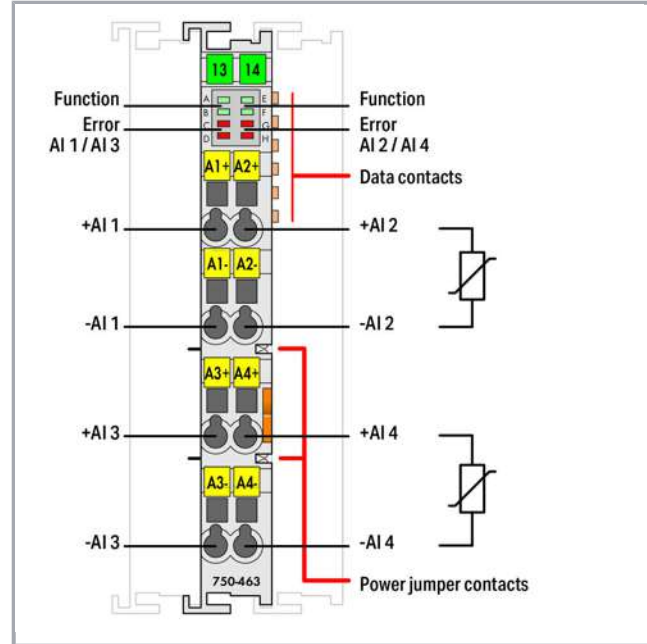 13 14
Function
A
E
Function
B
F
Error
C
G
Error
AI 1 / AI 3
D
H
AI 2 / AI 4
A1+ A2+
Data contacts
+AI 1
+AI 2
A1- A2-
-AI 1
-AI 2
A3+ A4+
+AI 3
+AI 4
A3- A4-
-AI 3
-AI 4
750-463
Power jumper contacts